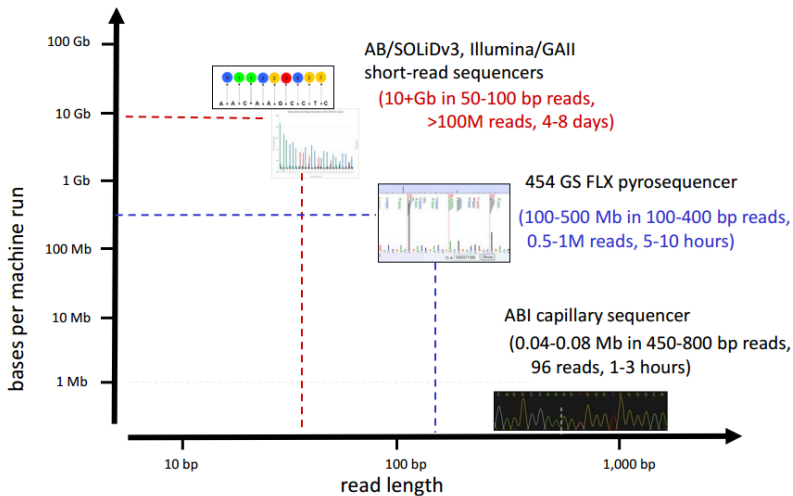 100 Gb
AB/SOLiDv3, Illumina/GAII
short-read sequencers
(10+Gb in 50-100 bp reads,
>100M reads, 4-8 days)
A A C A A G C C T C
10 Gb
1 Gb
454 GS FLX pyrosequencer
(100-500 Mb in 100-400 bp reads,
0.5-1M reads, 5-10 hours)
100 Mb
10 Mb
ABI capillary sequencer
(0.04-0.08 Mb in 450-800 bp reads,
96 reads, 1-3 hours)
1 Mb
bases per machine run
10 bp
100 bp
1,000 bp
read length